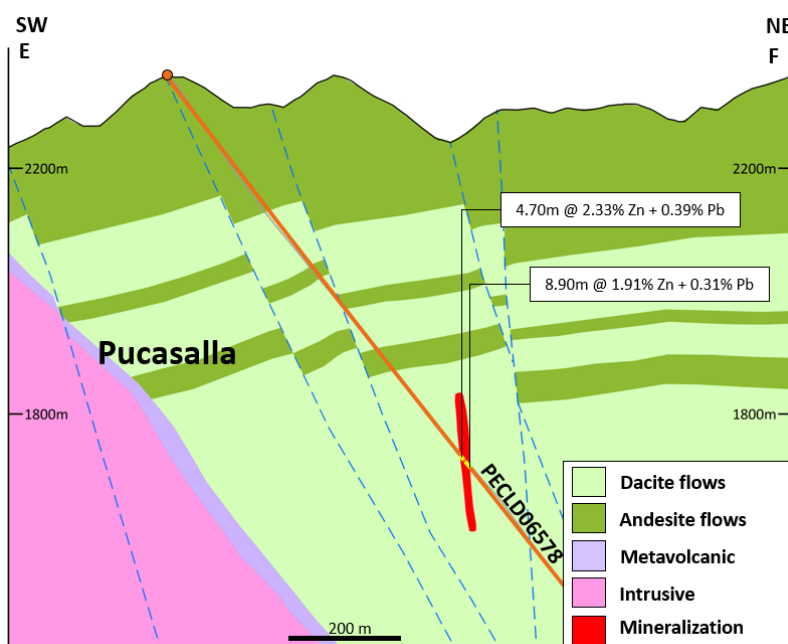 SW
E
NE
F
2200m
2200m
4.70m @ 2.33% Zn + 0.39% Pb
8.90m @ 1.91% Zn + 0.31% Pb
Pucasalla
1800m
1800m
PECLD06578
Dacite flows
Andesite flows
Metavolcanic
Intrusive
Mineralization
200 m